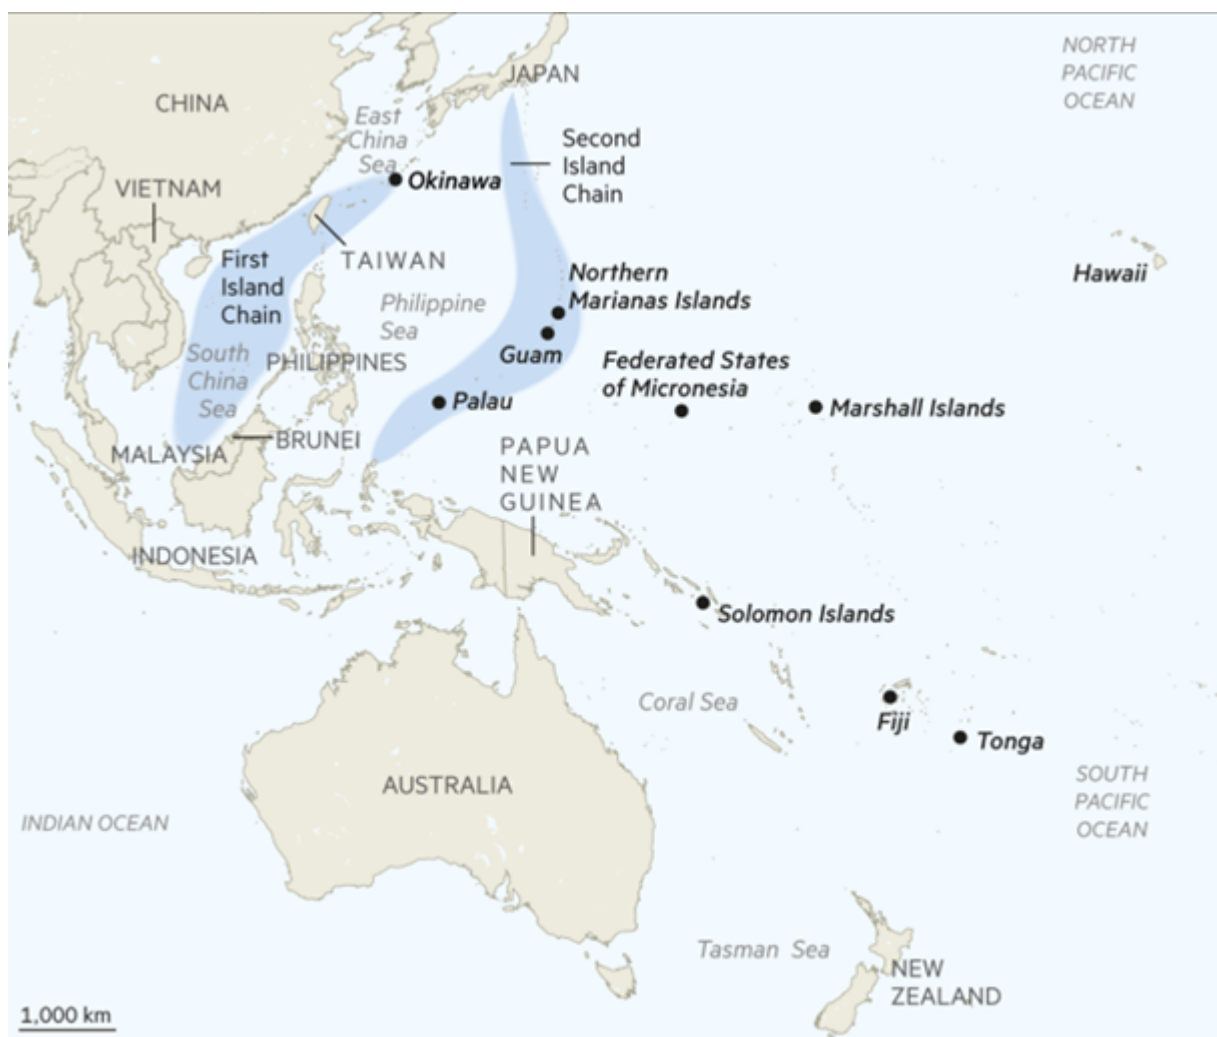 NORTH
PACIFIC
OCEAN
JAPAN
CHINA
East
China
Sea
Second
Island
Chain
Okinawa
VIETNAM
First
Island
Chain
TAIWAN
Hawaii
Northern
Marianas Islands
Philippine
Sea
Guam
South
China
Sea
PHILIPPINES
Federated States
of Micronesia
Palau
Marshall Islands
MALAYSIA
BRUNEI
PAPUA
NEW
GUINEA
INDONESIA
Solomon Islands
Coral Sea
Fiji
Tonga
AUSTRALIA
SOUTH
PACIFIC
OCEAN
INDIAN OCEAN
Tasman Sea
NEW
ZEALAND
1,000 km